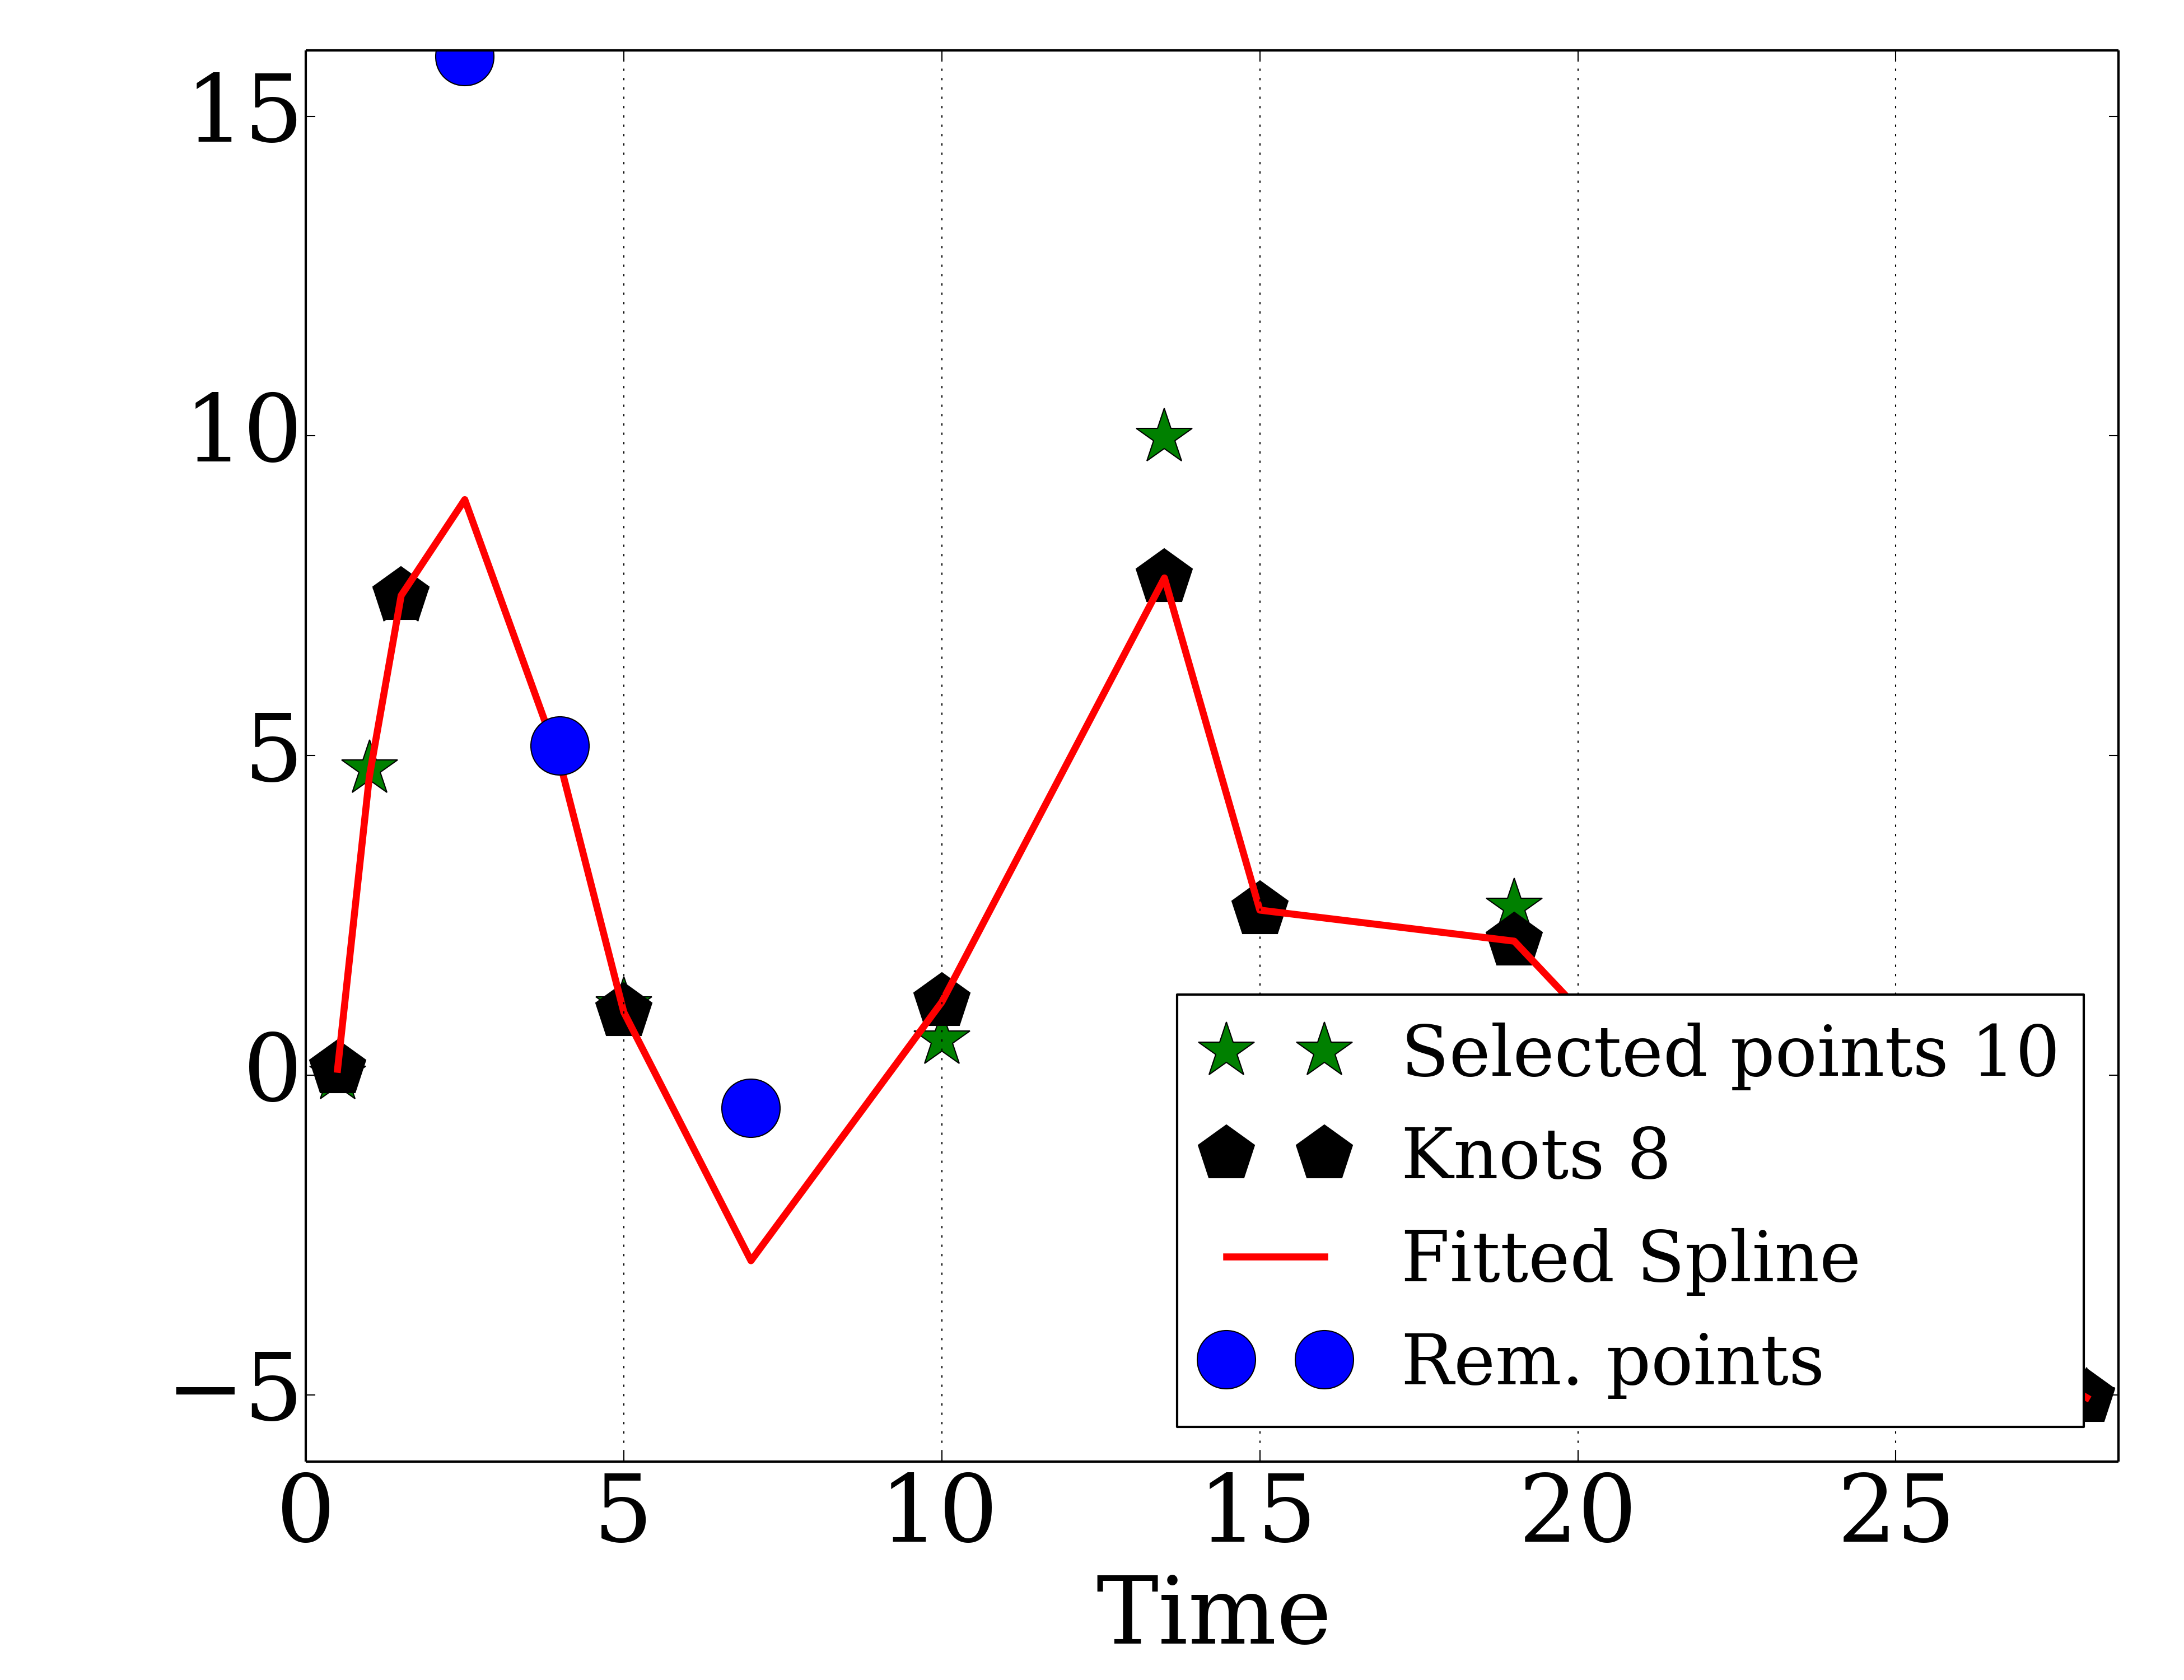 15
10
5
0
−5
Selected points 10
Knots 8
Fitted Spline
Rem. points
0 5 10 15 20 25
Time